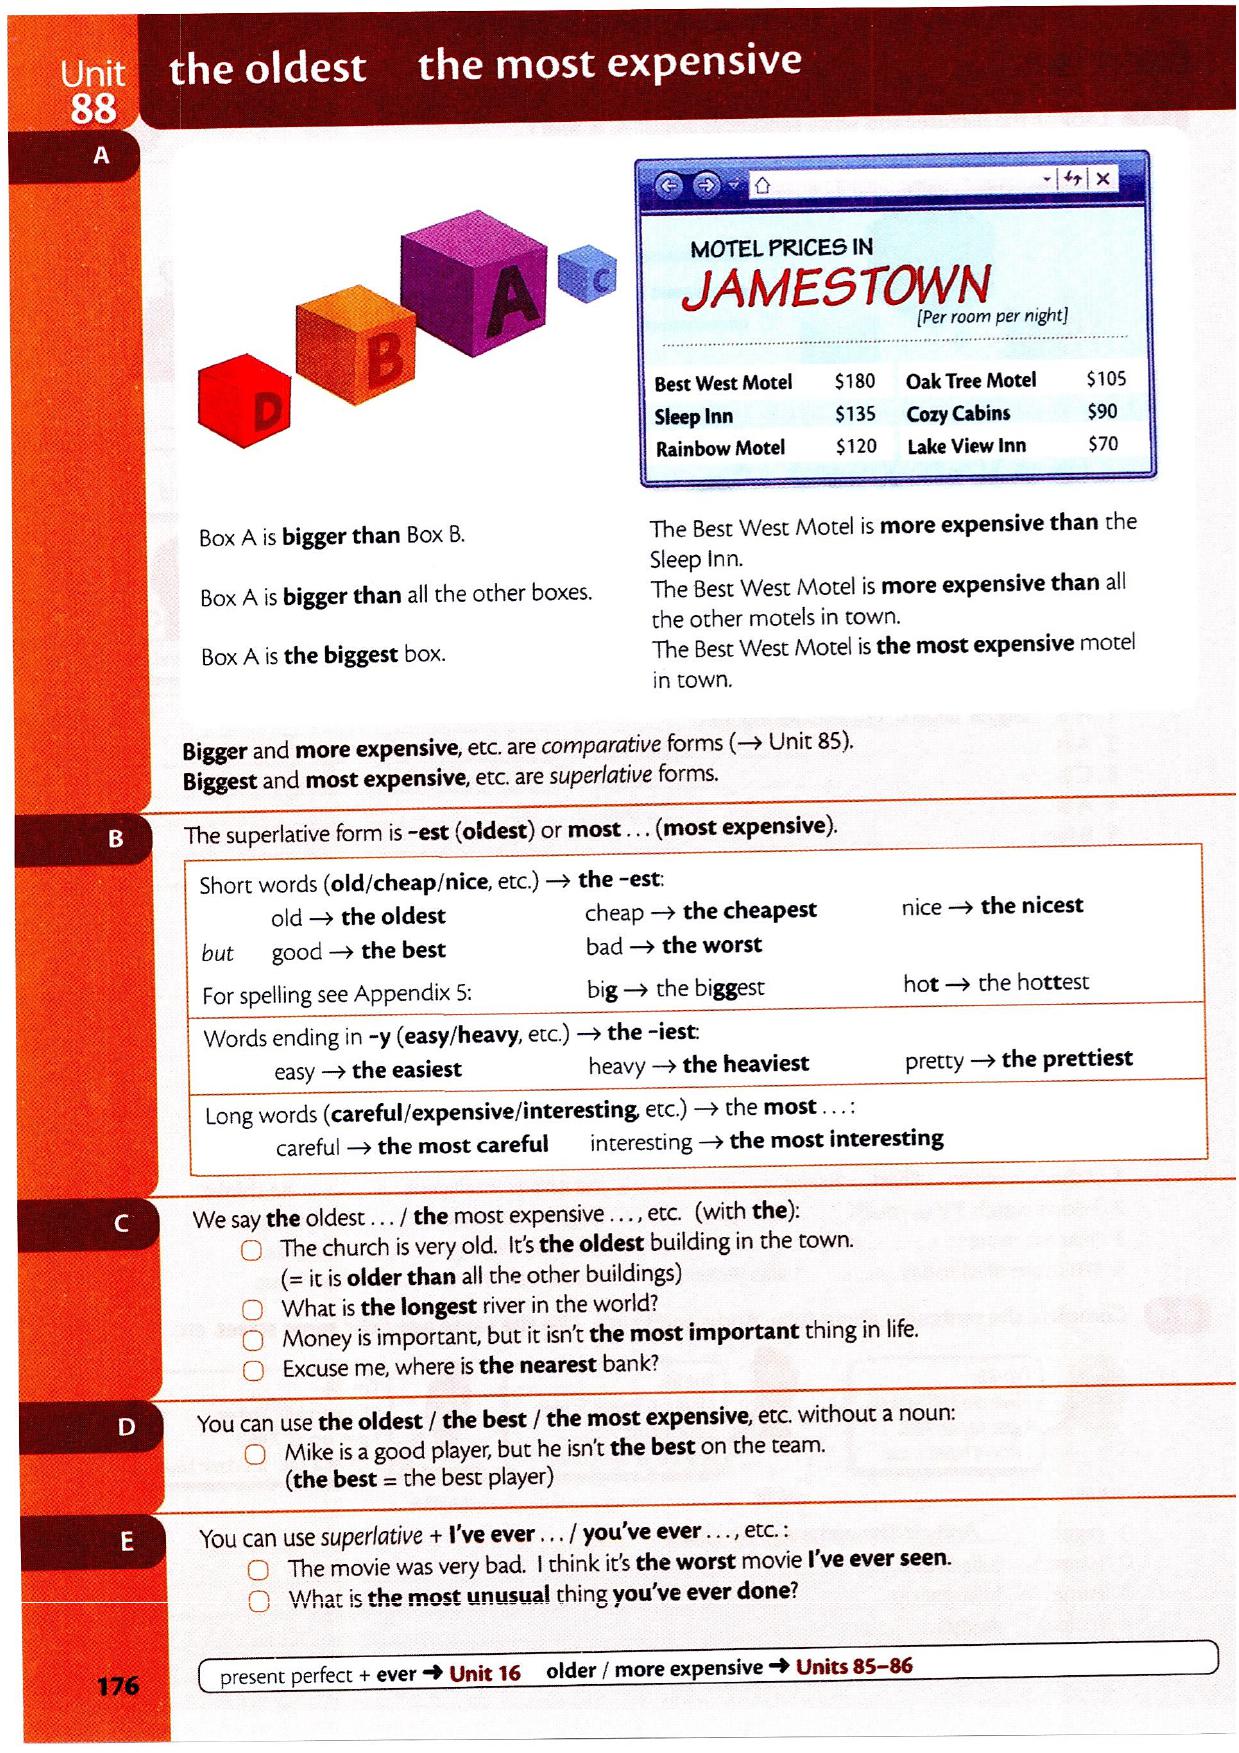 Unit
88
the oldest the most expensive
A
D
B
A
C
MOTEL PRICES IN
JAMESTOWN
[Per room per night]
Best West Motel $180 Oak Tree Motel $105
Sleep Inn $135 Cozy Cabins $90
Rainbow Motel $120 Lake View Inn $70
Box A is bigger than Box B.
Box A is bigger than all the other boxes.
Box A is the biggest box.
The Best West Motel is more expensive than the
Sleep Inn.
The Best West Motel is more expensive than all
the other motels in town.
The Best West Motel is the most expensive motel
in town.
Bigger and more expensive, etc. are comparative forms (→ Unit 85).
Biggest and most expensive, etc. are superlative forms.
B
The superlative form is -est (oldest) or most ... (most expensive).
Short words (old/cheap/nice, etc.) → the -est:
old → the oldest cheap → the cheapest nice → the nicest
but good → the best bad → the worst
For spelling see Appendix 5: big → the biggest hot → the hottest
Words ending in -y (easy/heavy, etc.) → the -iest:
easy → the easiest heavy → the heaviest pretty → the prettiest
Long words (careful/expensive/interesting, etc.) → the most ...:
careful → the most careful interesting → the most interesting
C
We say the oldest ... / the most expensive ..., etc. (with the):
The church is very old. It's the oldest building in the town.
(= it is older than all the other buildings)
What is the longest river in the world?
Money is important, but it isn't the most important thing in life.
Excuse me, where is the nearest bank?
D
You can use the oldest / the best / the most expensive, etc. without a noun:
Mike is a good player, but he isn't the best on the team.
(the best = the best player)
E
You can use superlative + I've ever ... / you've ever ..., etc.:
The movie was very bad. I think it's the worst movie I've ever seen.
What is the most unusual thing you've ever done?
176
present perfect + ever → Unit 16 older / more expensive → Units 85–86